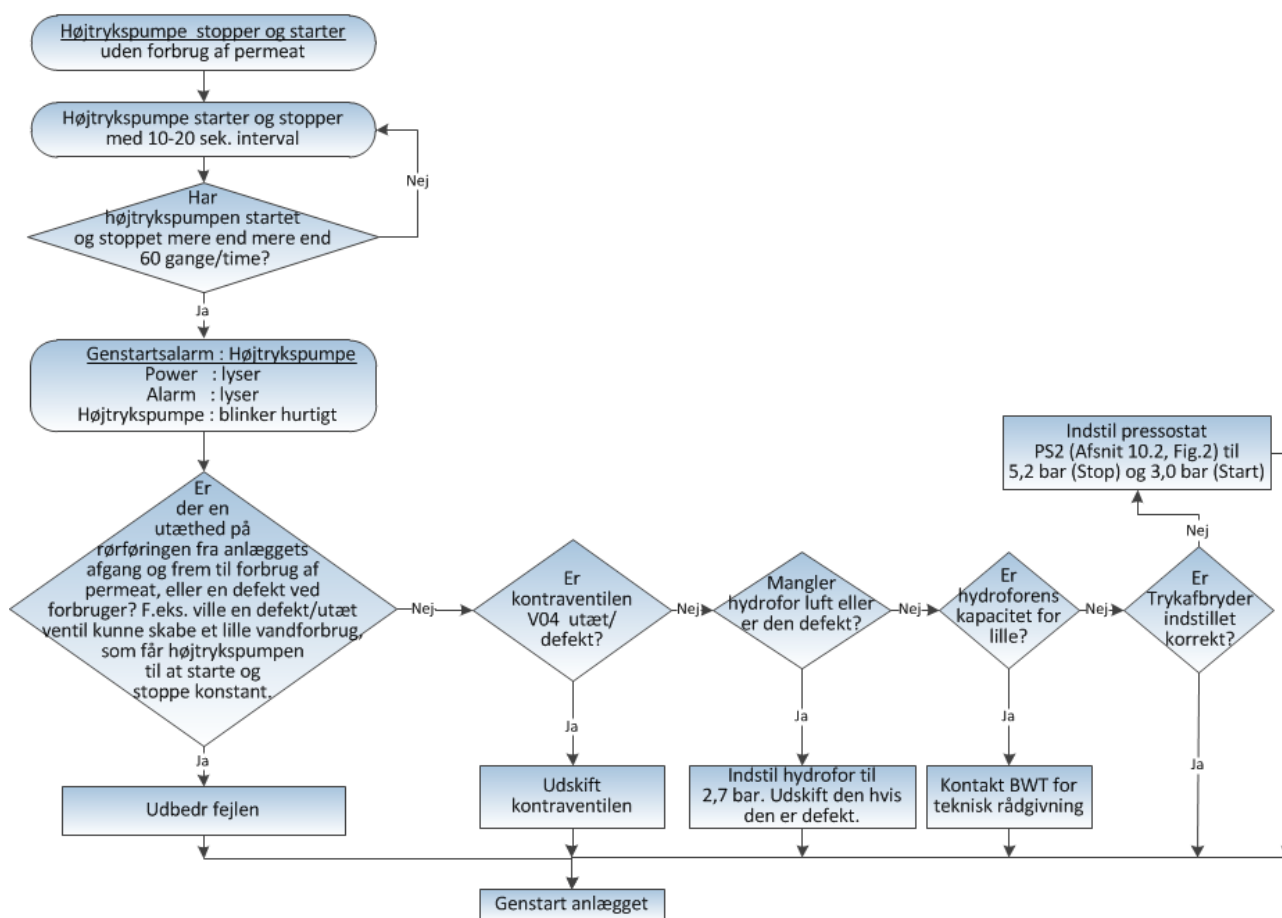 Højtrykspumpe stopper og starter
uden forbrug af permeat
Højtrykspumpe starter og stopper
med 10-20 sek. interval
Nej
Har
højtrykspumpen startet
og stoppet mere end mere end
60 gange/time?
Ja
Genstartsalarm : Højtrykspumpe
Power : lyser
Alarm : lyser
Højtrykspumpe : blinker hurtigt
Er
der en
utæthed på
rørføringen fra anlæggets
afgang og frem til forbrug af
permeat, eller en defekt ved
forbruger? F.eks. ville en defekt/utæt
ventil kunne skabe et lille vandforbrug,
som får højtrykspumpen
til at starte og
stoppe konstant.
Nej
Ja
Udbedr fejlen
Er
kontraventilen
V04 utæt/
defekt?
Nej
Ja
Udskift
kontraventilen
Mangler
hydrofor luft eller
er den defekt?
Nej
Ja
Indstil hydrofor til
2,7 bar. Udskift den hvis
den er defekt.
Er
hydroforens
kapacitet for
lille?
Nej
Ja
Kontakt BWT for
teknisk rådgivning
Er
Trykafbryder
indstillet
korrekt?
Nej
Indstil pressostat
PS2 (Afsnit 10.2, Fig.2) til
5,2 bar (Stop) og 3,0 bar (Start)
Ja
Genstart anlægget